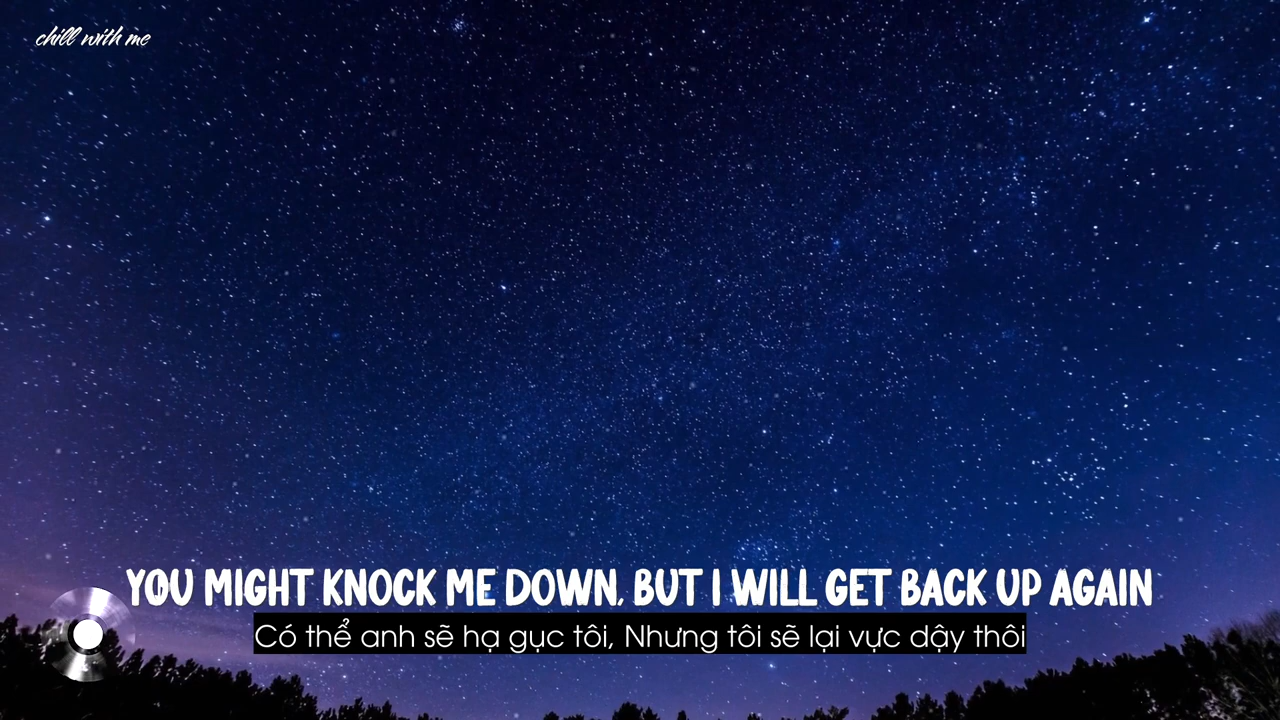 chill with me
YOU MIGHT KNOCK ME DOWN, BUT I WILL GET BACK UP AGAIN
Có thể anh sẽ hạ gục tôi, Nhưng tôi sẽ lại vực dậy thôi